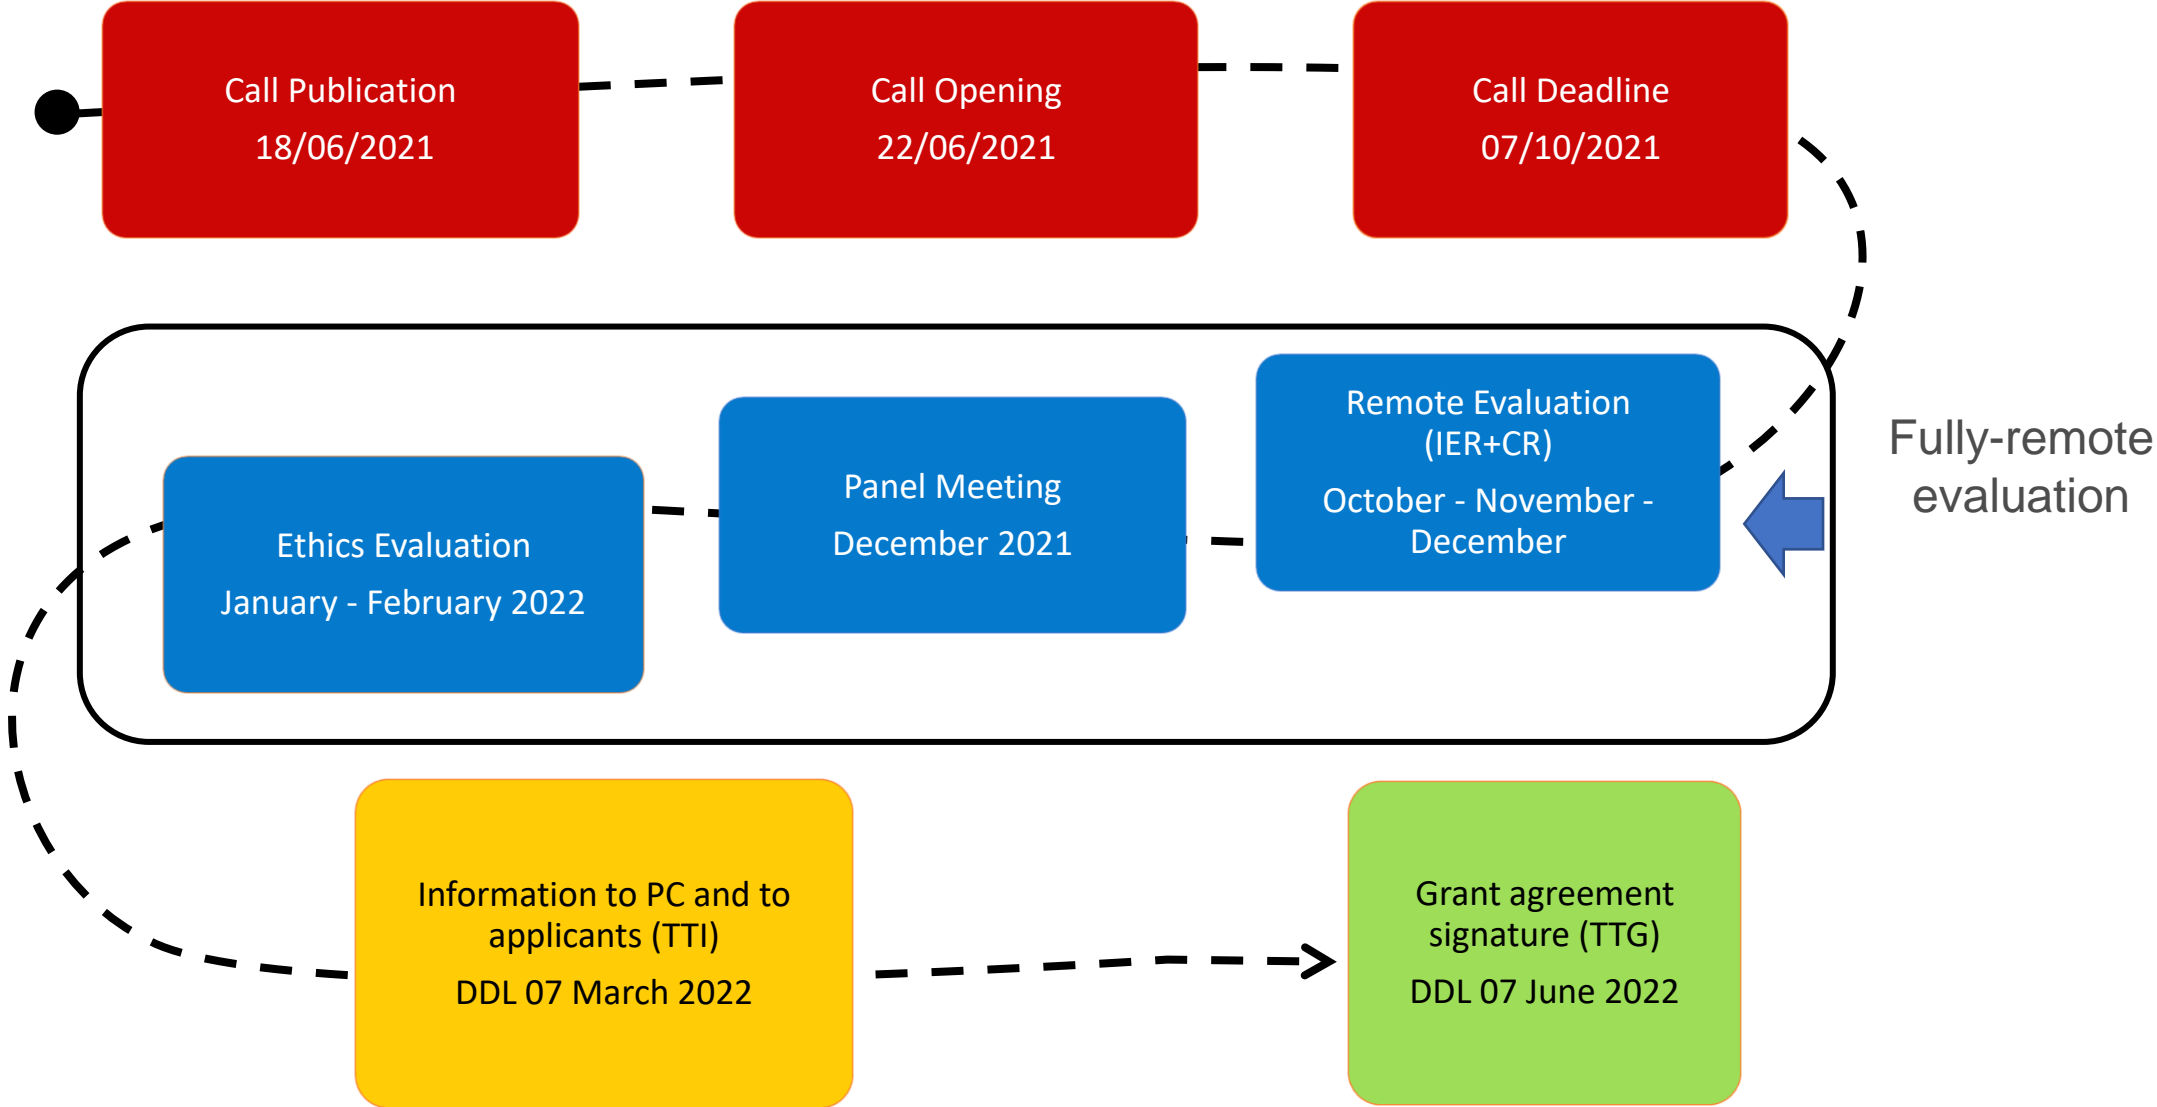 Call Publication
18/06/2021
Call Opening
22/06/2021
Call Deadline
07/10/2021
Remote Evaluation
(IER+CR)
October - November -
December
Fully-remote
evaluation
Panel Meeting
December 2021
Ethics Evaluation
January - February 2022
Information to PC and to
applicants (TTI)
DDL 07 March 2022
Grant agreement
signature (TTG)
DDL 07 June 2022